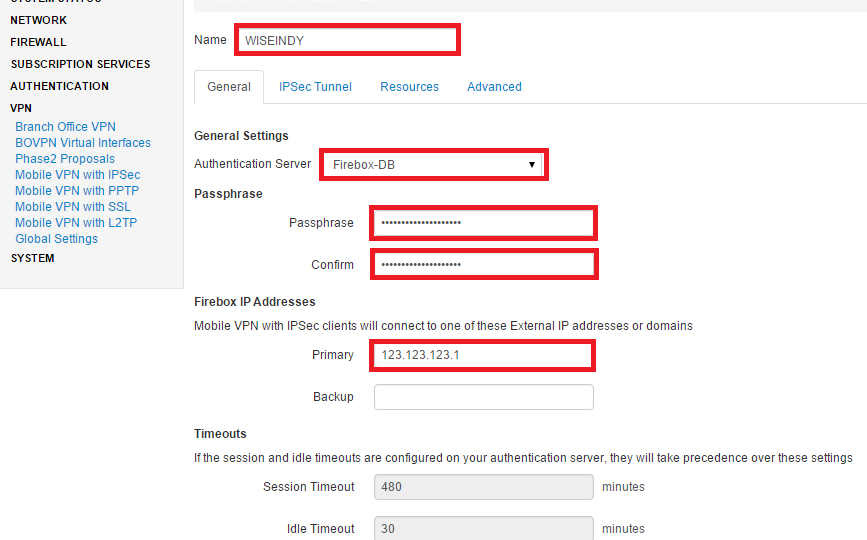 NETWORK
FIREWALL
SUBSCRIPTION SERVICES
AUTHENTICATION
VPN
Branch Office VPN
BOVPN Virtual Interfaces
Phase2 Proposals
Mobile VPN with IPSec
Mobile VPN with PPTP
Mobile VPN with SSL
Mobile VPN with L2TP
Global Settings
SYSTEM
Name WISEINDY
General IPSec Tunnel Resources Advanced
General Settings
Authentication Server Firebox-DB
Passphrase
Passphrase ••••••••••••••••••••
Confirm ••••••••••••••••••••
Firebox IP Addresses
Mobile VPN with IPSec clients will connect to one of these External IP addresses or domains
Primary 123.123.123.1
Backup
Timeouts
If the session and idle timeouts are configured on your authentication server, they will take precedence over these settings
Session Timeout 480 minutes
Idle Timeout 30 minutes